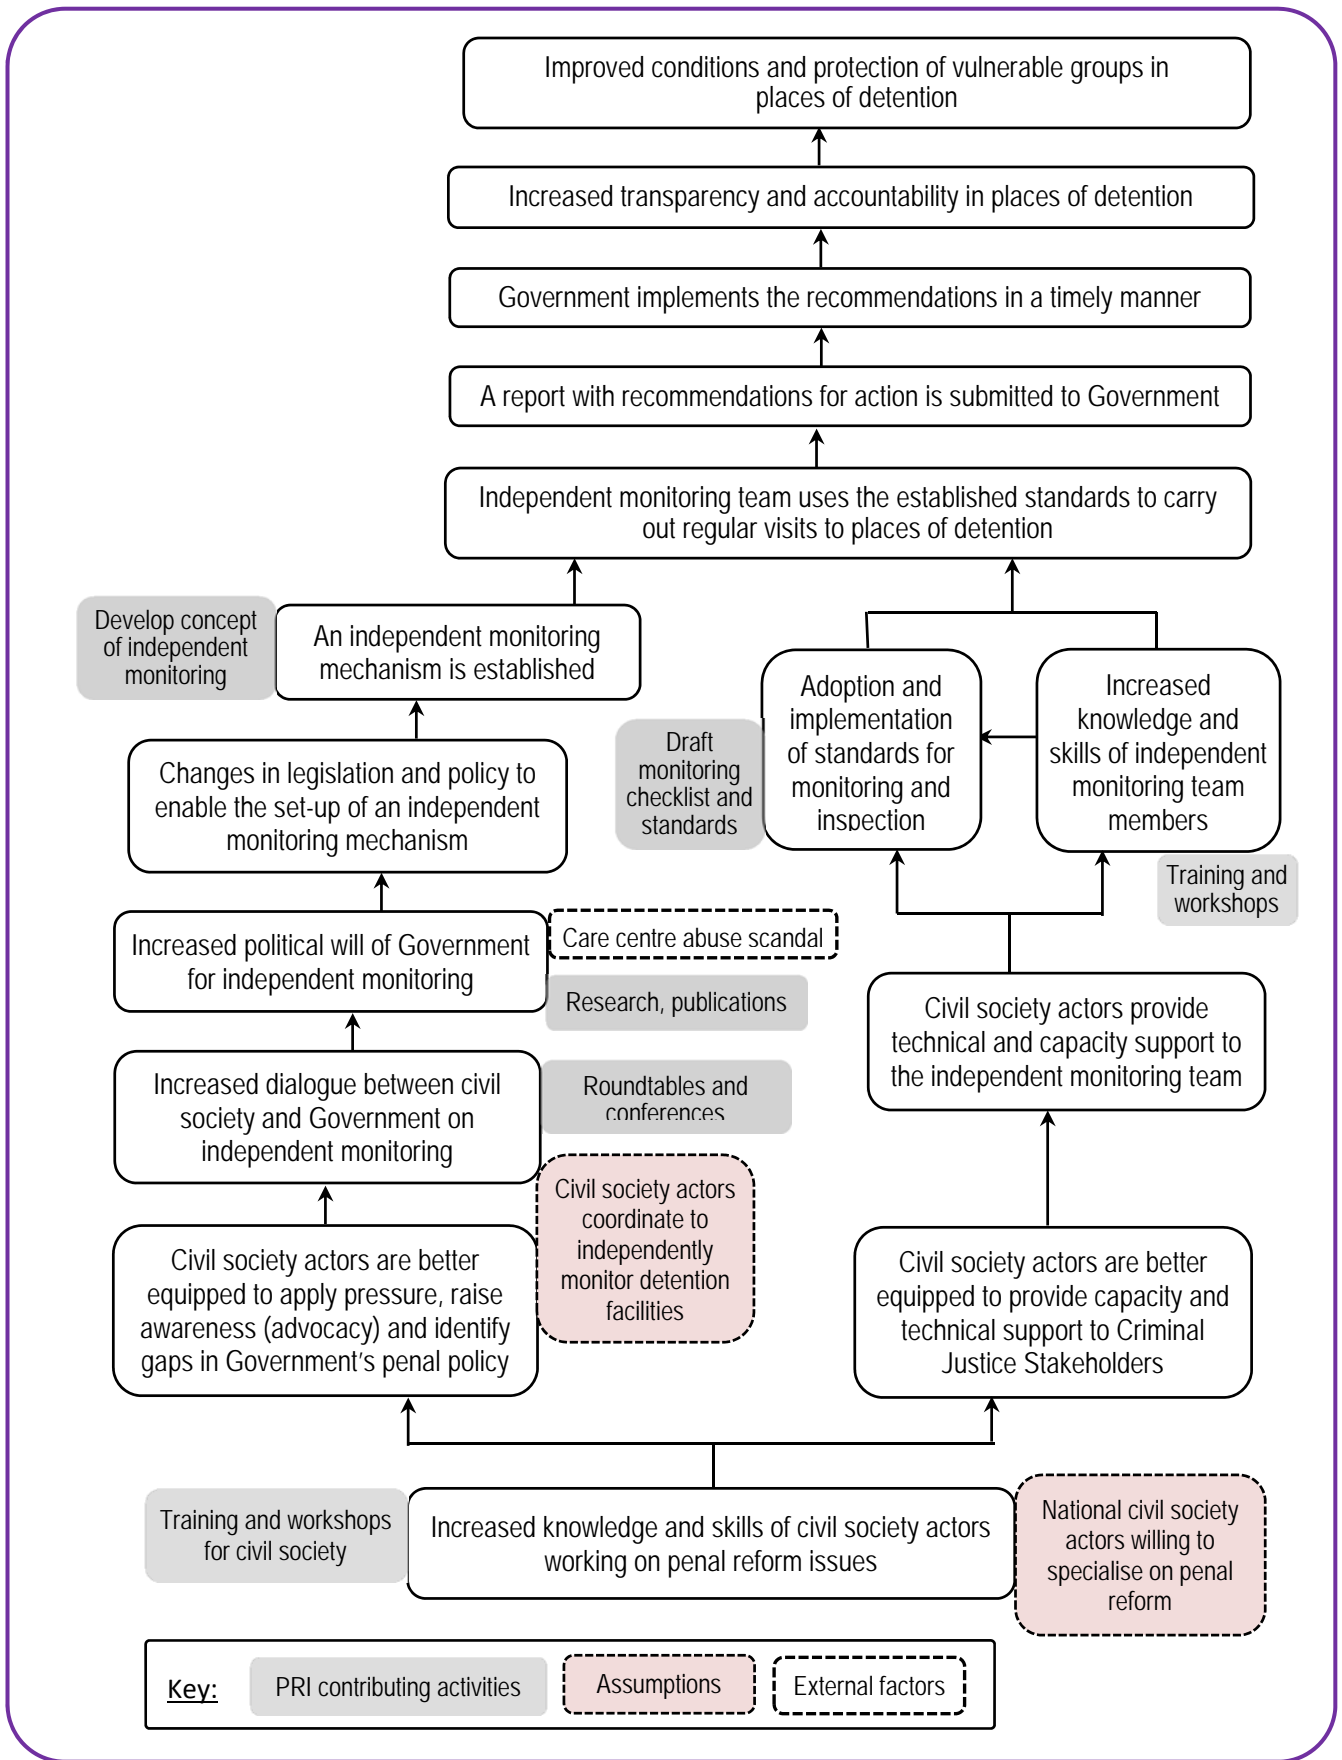 Improved conditions and protection of vulnerable groups in
places of detention
Increased transparency and accountability in places of detention
Government implements the recommendations in a timely manner
A report with recommendations for action is submitted to Government
Independent monitoring team uses the established standards to carry
out regular visits to places of detention
Develop concept
of independent
monitoring
An independent monitoring
mechanism is established
Adoption and
implementation
of standards for
monitoring and
inspection
Increased
knowledge and
skills of independent
monitoring team
members
Draft
monitoring
checklist and
standards
Changes in legislation and policy to
enable the set-up of an independent
monitoring mechanism
Training and
workshops
Increased political will of Government
for independent monitoring
Care centre abuse scandal
Research, publications
Civil society actors provide
technical and capacity support to
the independent monitoring team
Increased dialogue between civil
society and Government on
independent monitoring
Roundtables and
conferences
Civil society actors
coordinate to
independently
monitor detention
facilities
Civil society actors are better
equipped to apply pressure, raise
awareness (advocacy) and identify
gaps in Government's penal policy
Civil society actors are better
equipped to provide capacity and
technical support to Criminal
Justice Stakeholders
Training and workshops
for civil society
Increased knowledge and skills of civil society actors
working on penal reform issues
National civil society
actors willing to
specialise on penal
reform
Key:
PRI contributing activities
Assumptions
External factors